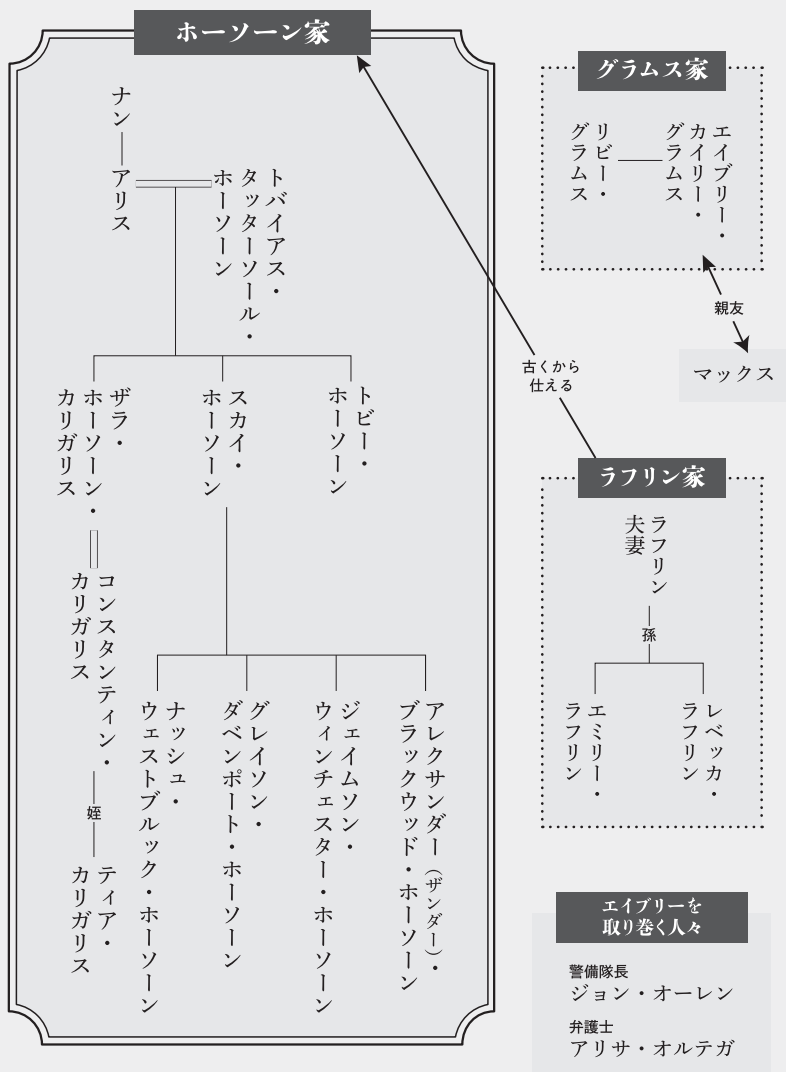 ホーソーン家
ナン
アリス
トバイアス・
タッターソール・
ホーソーン
トビー・
ホーソーン
スカイ・
ホーソーン
ザラ・
ホーソーン・
カリガリス
コンスタンティン・
カリガリス
姪
ティア・
カリガリス
アレクサンダー（ザンダー）・
ブラックウッド・ホーソーン
ジェイムソン・
ウィンチェスター・ホーソーン
グレイソン・
ダベンポート・ホーソーン
ナッシュ・
ウェストブルック・ホーソーン
グラムス家
エイブリー・
カイリー・
グラムス
リビー・
グラムス
親友
マックス
古くから
仕える
ラフリン家
ラフリン
夫妻
孫
レベッカ・
ラフリン
エミリー・
ラフリン
エイブリーを
取り巻く人々
警備隊長
ジョン・オーレン
弁護士
アリサ・オルテガ